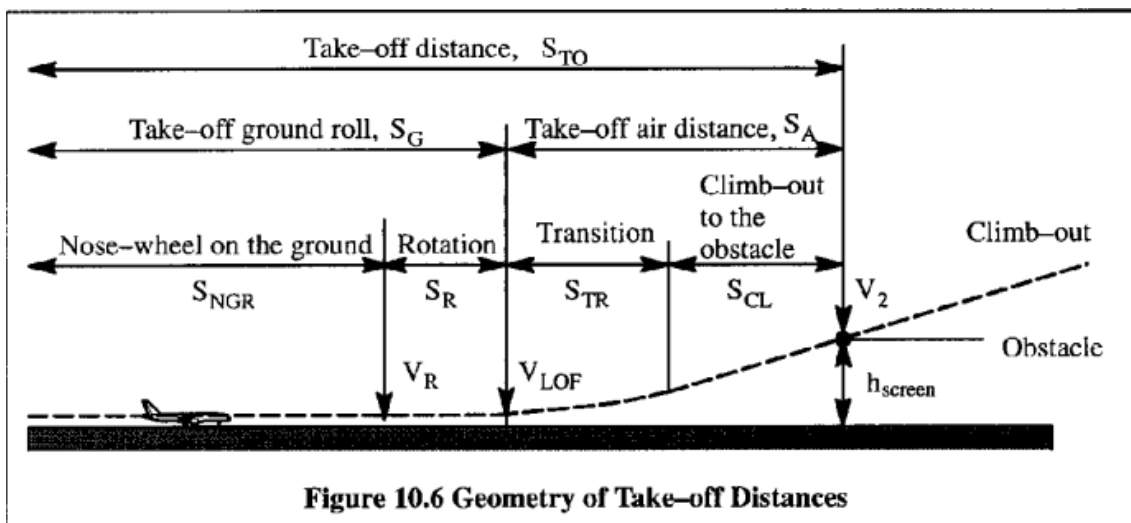 Take–off distance, S_TO
Take–off ground roll, S_G
Take–off air distance, S_A
Climb–out
to the
obstacle
Nose–wheel on the ground
Rotation
Transition
Climb–out
S_NGR
S_R
S_TR
S_CL
V_2
Obstacle
V_R
V_LOF
h_screen
Figure 10.6 Geometry of Take–off Distances